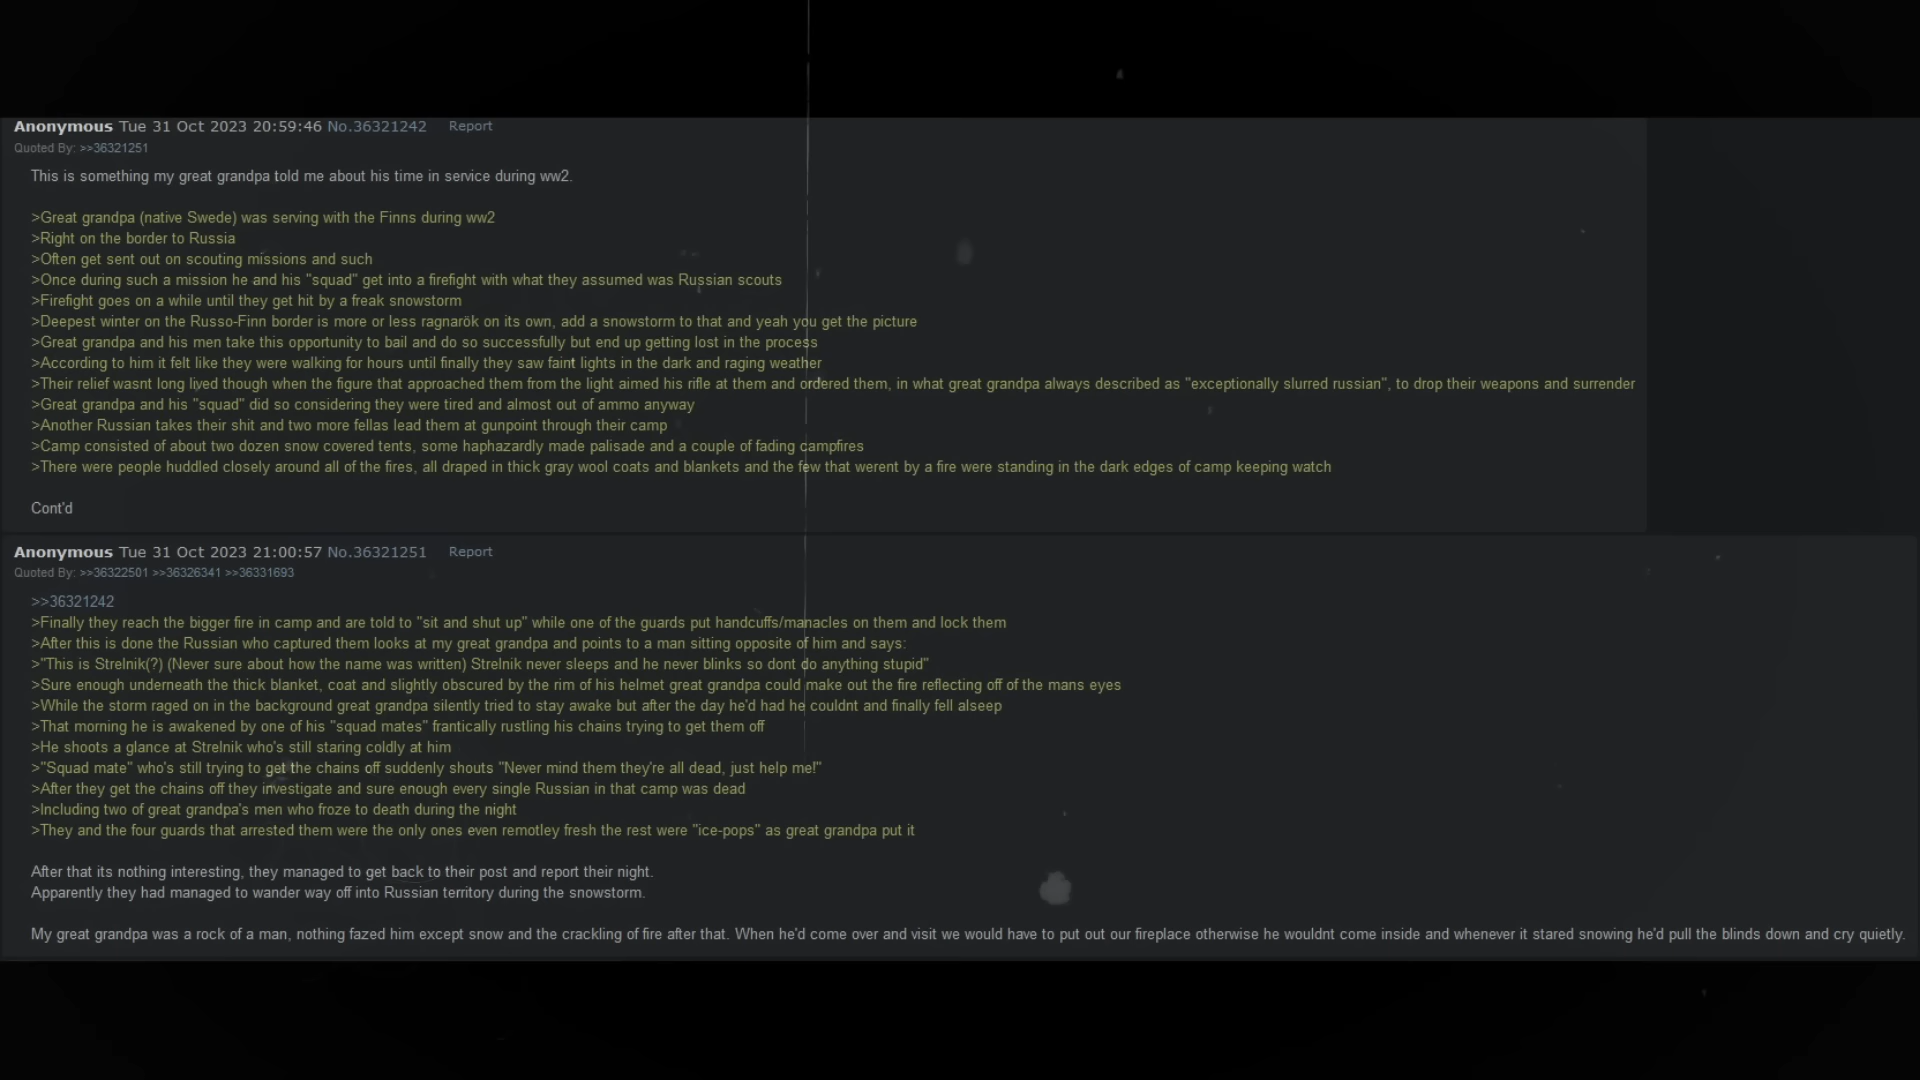 Anonymous Tue 31 Oct 2023 20:59:46 No.36321242 Report
Quoted By: >>36321251
This is something my great grandpa told me about his time in service during ww2.
>Great grandpa (native Swede) was serving with the Finns during ww2
>Right on the border to Russia
>Often get sent out on scouting missions and such
>Once during such a mission he and his "squad" get into a firefight with what they assumed was Russian scouts
>Firefight goes on a while until they get hit by a freak snowstorm
>Deepest winter on the Russo-Finn border is more or less ragnarök on its own, add a snowstorm to that and yeah you get the picture
>Great grandpa and his men take this opportunity to bail and do so successfully but end up getting lost in the process
>According to him it felt like they were walking for hours until finally they saw faint lights in the dark and raging weather
>Their relief wasnt long lived though when the figure that approached them from the light aimed his rifle at them and ordered them, in what great grandpa always described as "exceptionally slurred russian", to drop their weapons and surrender
>Great grandpa and his "squad" did so considering they were tired and almost out of ammo anyway
>Another Russian takes their shit and two more fellas lead them at gunpoint through their camp
>Camp consisted of about two dozen snow covered tents, some haphazardly made palisade and a couple of fading campfires
>There were people huddled closely around all of the fires, all draped in thick gray wool coats and blankets and the few that werent by a fire were standing in the dark edges of camp keeping watch
Cont'd
Anonymous Tue 31 Oct 2023 21:00:57 No.36321251 Report
Quoted By: >>36322501 >>36326341 >>36331693
>>36321242
>Finally they reach the bigger fire in camp and are told to "sit and shut up" while one of the guards put handcuffs/manacles on them and lock them
>After this is done the Russian who captured them looks at my great grandpa and points to a man sitting opposite of him and says:
>"This is Strelnik(?) (Never sure about how the name was written) Strelnik never sleeps and he never blinks so dont do anything stupid"
>Sure enough underneath the thick blanket, coat and slightly obscured by the rim of his helmet great grandpa could make out the fire reflecting off of the mans eyes
>While the storm raged on in the background great grandpa silently tried to stay awake but after the day he'd had he couldnt and finally fell alseep
>That morning he is awakened by one of his "squad mates" frantically rustling his chains trying to get them off
>He shoots a glance at Strelnik who's still staring coldly at him
>"Squad mate" who's still trying to get the chains off suddenly shouts "Never mind them they're all dead, just help me!"
>After they get the chains off they investigate and sure enough every single Russian in that camp was dead
>Including two of great grandpa's men who froze to death during the night
>They and the four guards that arrested them were the only ones even remotley fresh the rest were "ice-pops" as great grandpa put it
After that its nothing interesting, they managed to get back to their post and report their night.
Apparently they had managed to wander way off into Russian territory during the snowstorm.
My great grandpa was a rock of a man, nothing fazed him except snow and the crackling of fire after that. When he'd come over and visit we would have to put out our fireplace otherwise he wouldnt come inside and whenever it stared snowing he'd pull the blinds down and cry quietly.